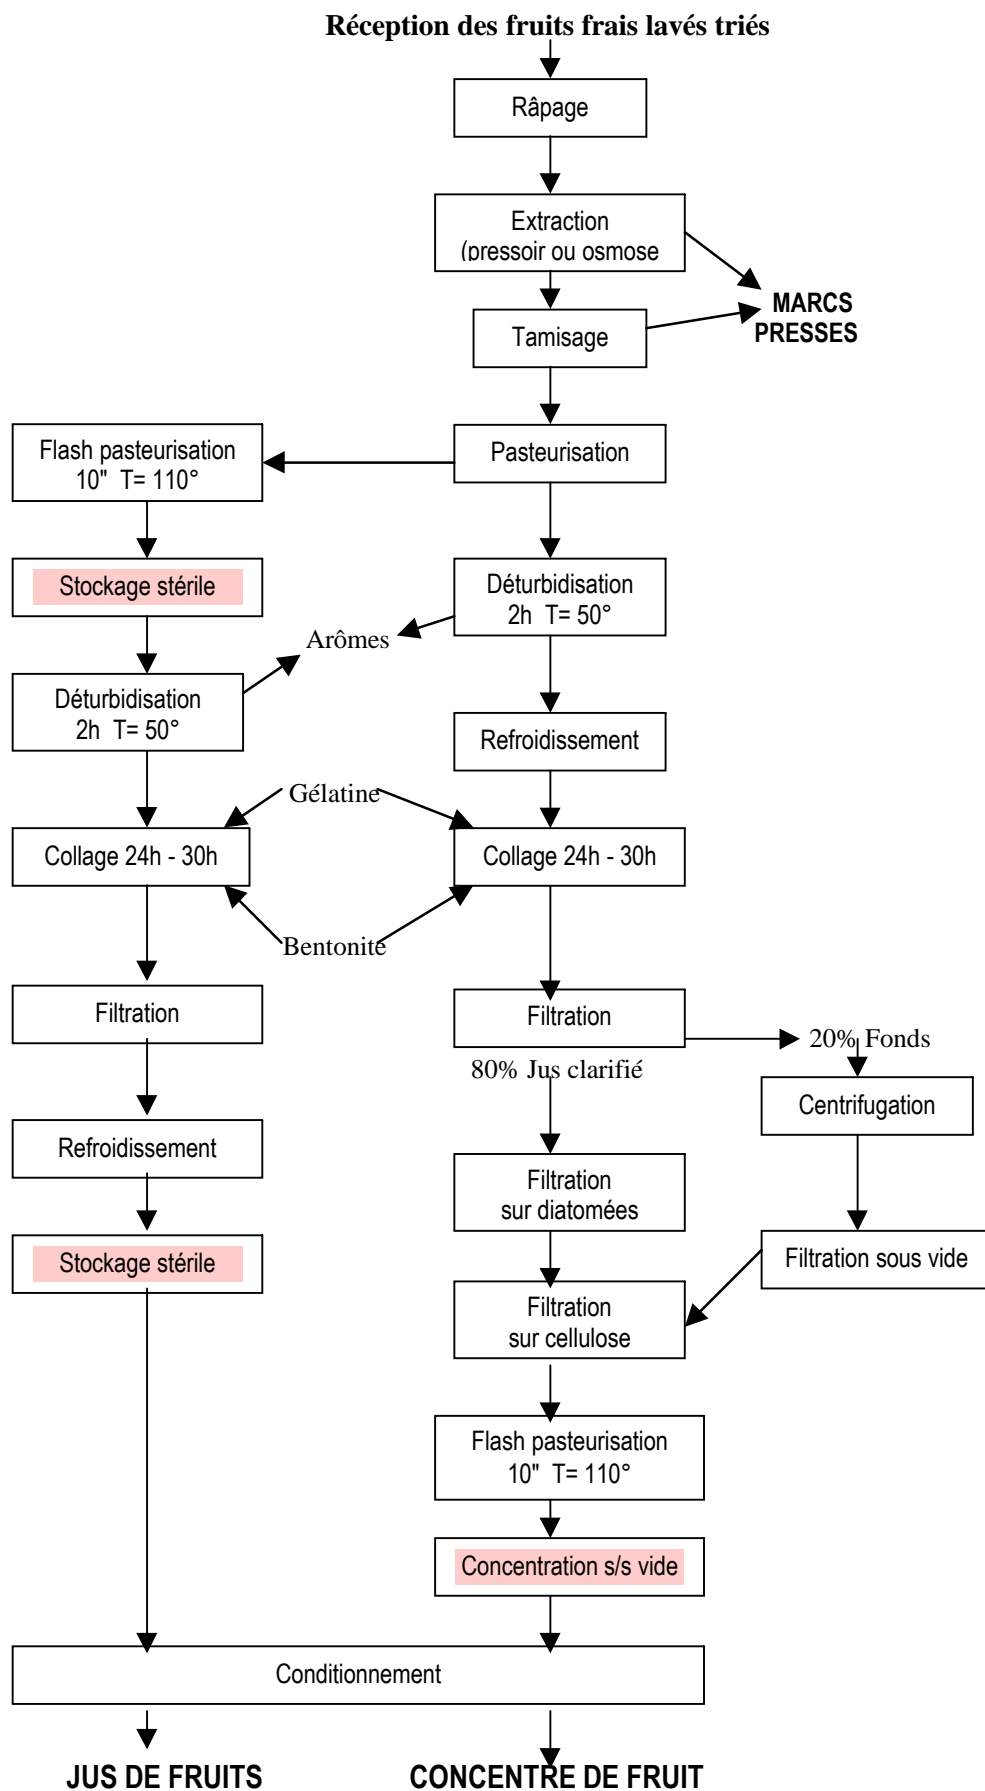 Réception des fruits frais lavés triés
Râpage
Extraction
(pressoir ou osmose
MARCS
PRESSES
Tamisage
Flash pasteurisation
10" T= 110°
Pasteurisation
Stockage stérile
Déturbidisation
2h T= 50°
Arômes
Déturbidisation
2h T= 50°
Refroidissement
Gélatine
Collage 24h - 30h
Collage 24h - 30h
Bentonite
Filtration
Filtration
20% Fonds
80% Jus clarifié
Centrifugation
Refroidissement
Filtration
sur diatomées
Stockage stérile
Filtration sous vide
Filtration
sur cellulose
Flash pasteurisation
10" T= 110°
Concentration s/s vide
Conditionnement
JUS DE FRUITS
CONCENTRE DE FRUIT